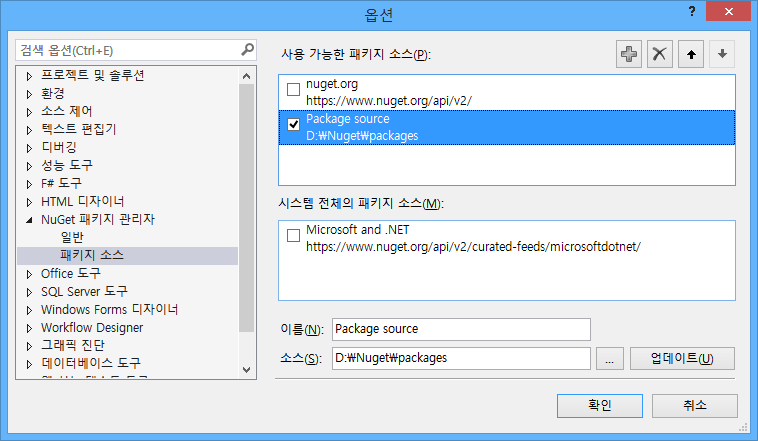 옵션
?
검색 옵션(Ctrl+E)
프로젝트 및 솔루션
환경
소스 제어
텍스트 편집기
디버깅
성능 도구
F# 도구
HTML 디자이너
NuGet 패키지 관리자
일반
패키지 소스
Office 도구
SQL Server 도구
Windows Forms 디자이너
Workflow Designer
그래픽 진단
데이터베이스 도구
사용 가능한 패키지 소스(P):
nuget.org
https://www.nuget.org/api/v2/
Package source
D:₩Nuget₩packages
시스템 전체의 패키지 소스(M):
Microsoft and .NET
https://www.nuget.org/api/v2/curated-feeds/microsoftdotnet/
이름(N): Package source
소스(S): D:₩Nuget₩packages ... 업데이트(U)
확인 취소